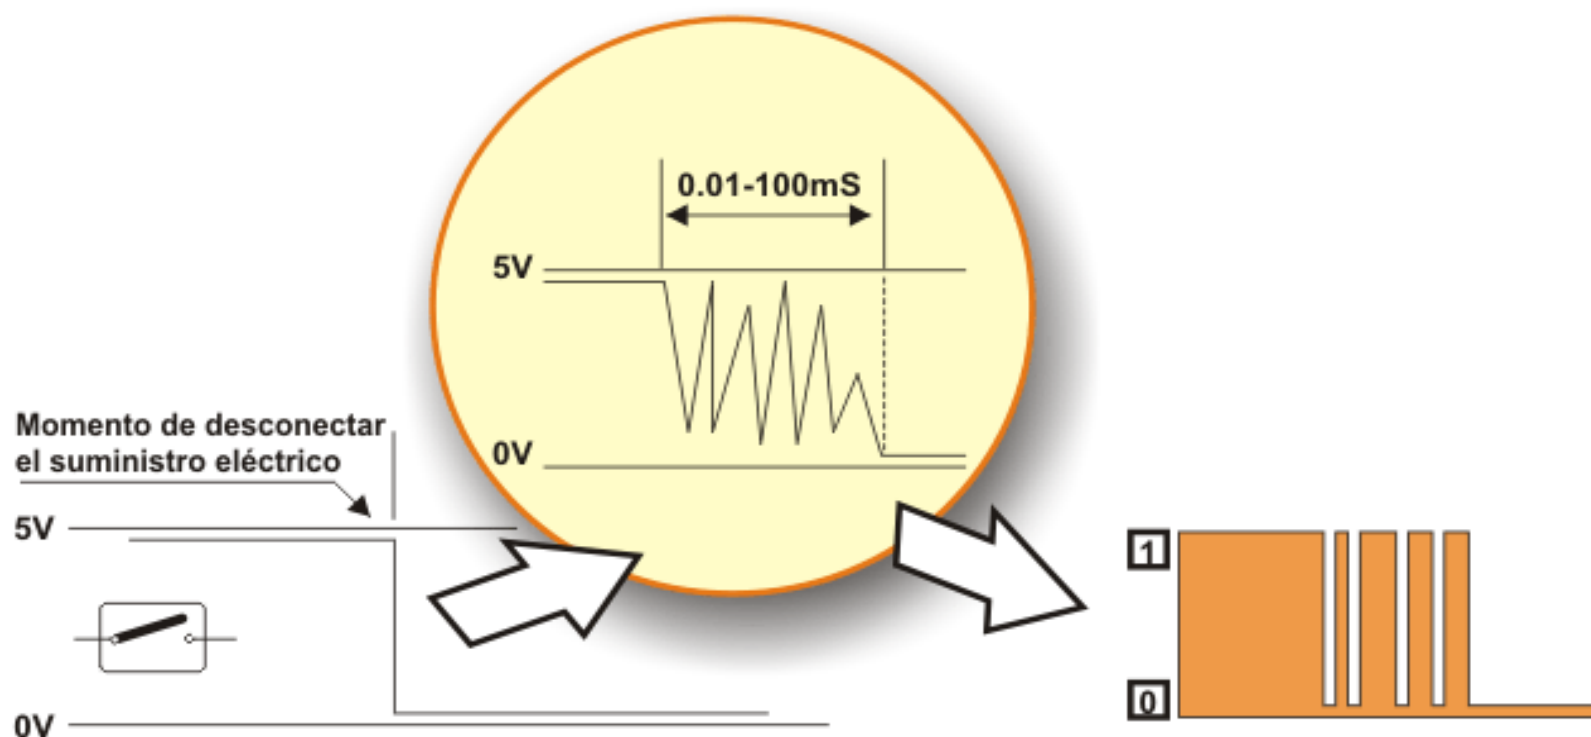 0.01-100mS
5V
0V
Momento de desconectar
el suministro eléctrico
5V
0V
1
0